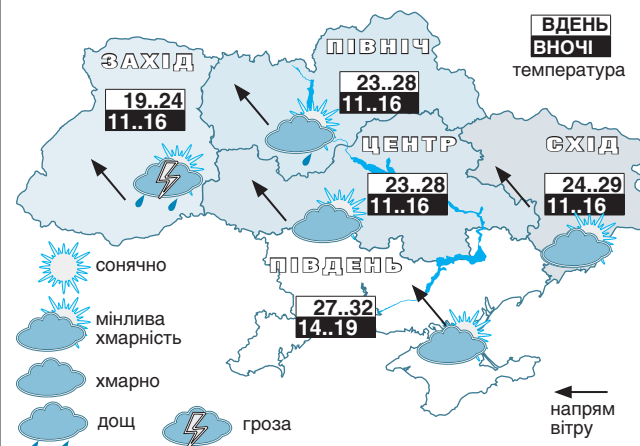 ВДЕНЬ
ВНОЧІ
температура
ЗАХІД
19..24
11..16
ПІВНІЧ
23..28
11..16
ЦЕНТР
23..28
11..16
СХІД
24..29
11..16
ПІВДЕНЬ
27..32
14..19
сонячно
мінлива
хмарність
хмарно
дощ
гроза
напрям
вітру